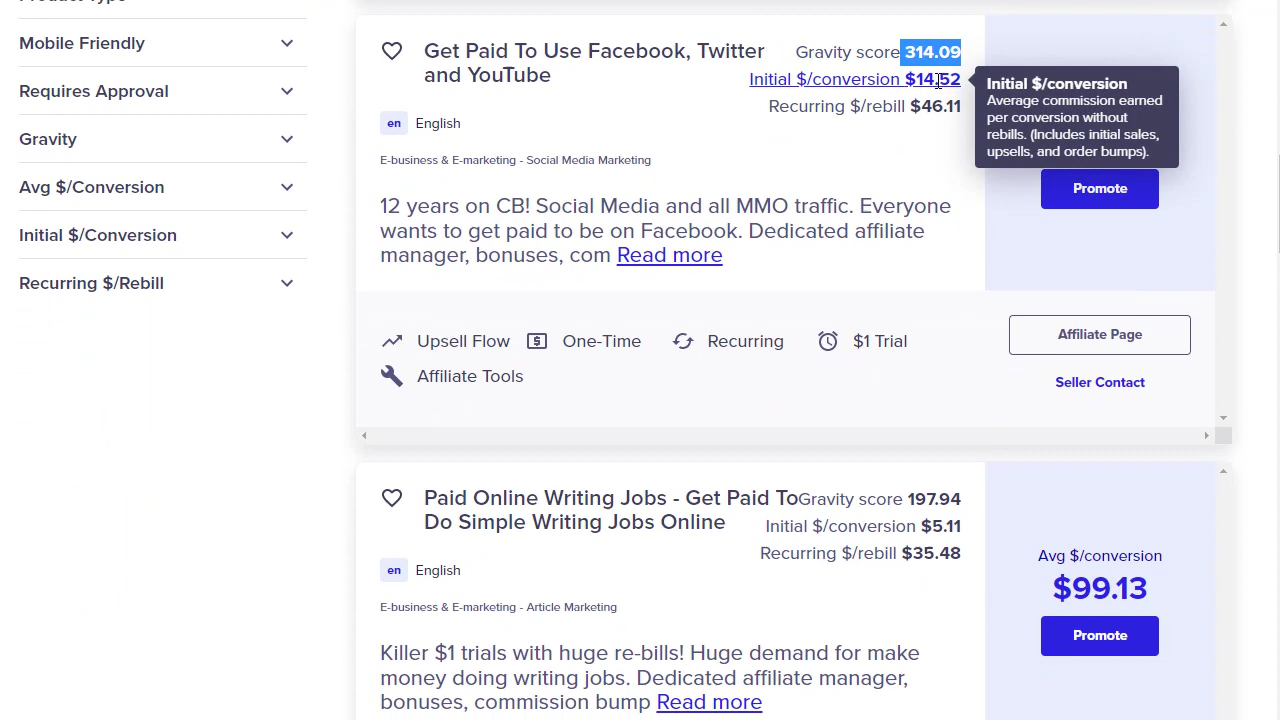 Product Type
Mobile Friendly
Requires Approval
Gravity
Avg $/Conversion
Initial $/Conversion
Recurring $/Rebill
Get Paid To Use Facebook, Twitter
and YouTube
Gravity score 314.09
Initial $/conversion $14.52
Recurring $/rebill $46.11
Initial $/conversion
Average commission earned
per conversion without
rebills. (Includes initial sales,
upsells, and order bumps).
en English
E-business & E-marketing - Social Media Marketing
12 years on CB! Social Media and all MMO traffic. Everyone
wants to get paid to be on Facebook. Dedicated affiliate
manager, bonuses, com Read more
Promote
Upsell Flow
One-Time
Recurring
$1 Trial
Affiliate Tools
Affiliate Page
Seller Contact
Paid Online Writing Jobs - Get Paid To
Do Simple Writing Jobs Online
Gravity score 197.94
Initial $/conversion $5.11
Recurring $/rebill $35.48
en English
E-business & E-marketing - Article Marketing
Killer $1 trials with huge re-bills! Huge demand for make
money doing writing jobs. Dedicated affiliate manager,
bonuses, commission bump Read more
Avg $/conversion
$99.13
Promote